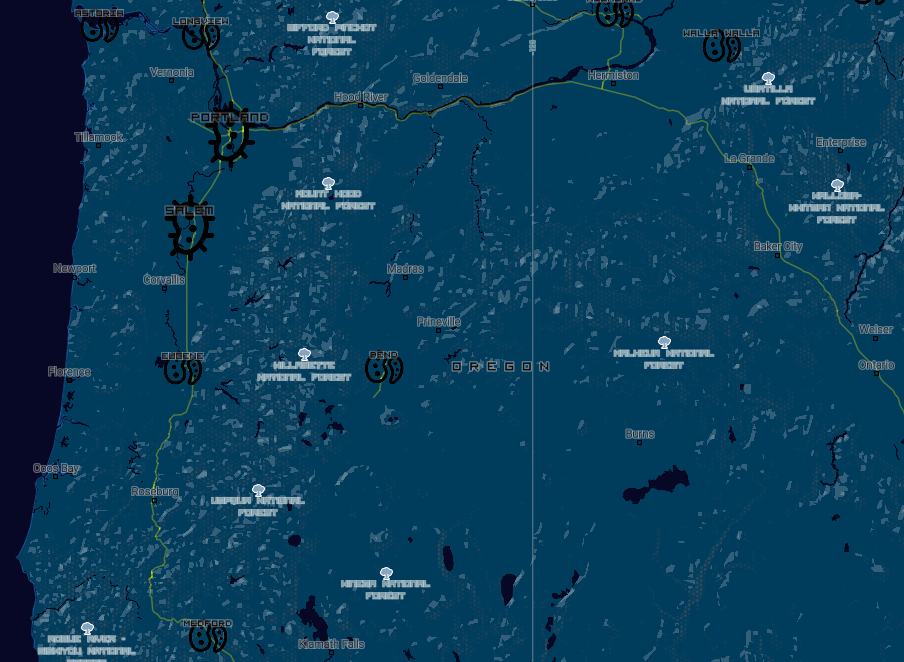 ASTORIA
LONGVIEW
GIFFORD PINCHOT
NATIONAL
FOREST
WALLA WALLA
Vernonia
Goldendale
Hermiston
UMATILLA
NATIONAL FOREST
Hood River
PORTLAND
Tillamook
Enterprise
La Grande
MOUNT HOOD
NATIONAL FOREST
WALLOWA-
WHITMAN NATIONAL
FOREST
SALEM
Baker City
Newport
Corvallis
Madras
Prineville
Weiser
EUGENE
BEND
WILLAMETTE
NATIONAL FOREST
MALHEUR NATIONAL
FOREST
OREGON
Florence
Ontario
Burns
Coos Bay
Roseburg
UMPQUA NATIONAL
FOREST
WINEMA NATIONAL
FOREST
MEDFORD
Klamath Falls
ROGUE RIVER -
SISKIYOU NATIONAL